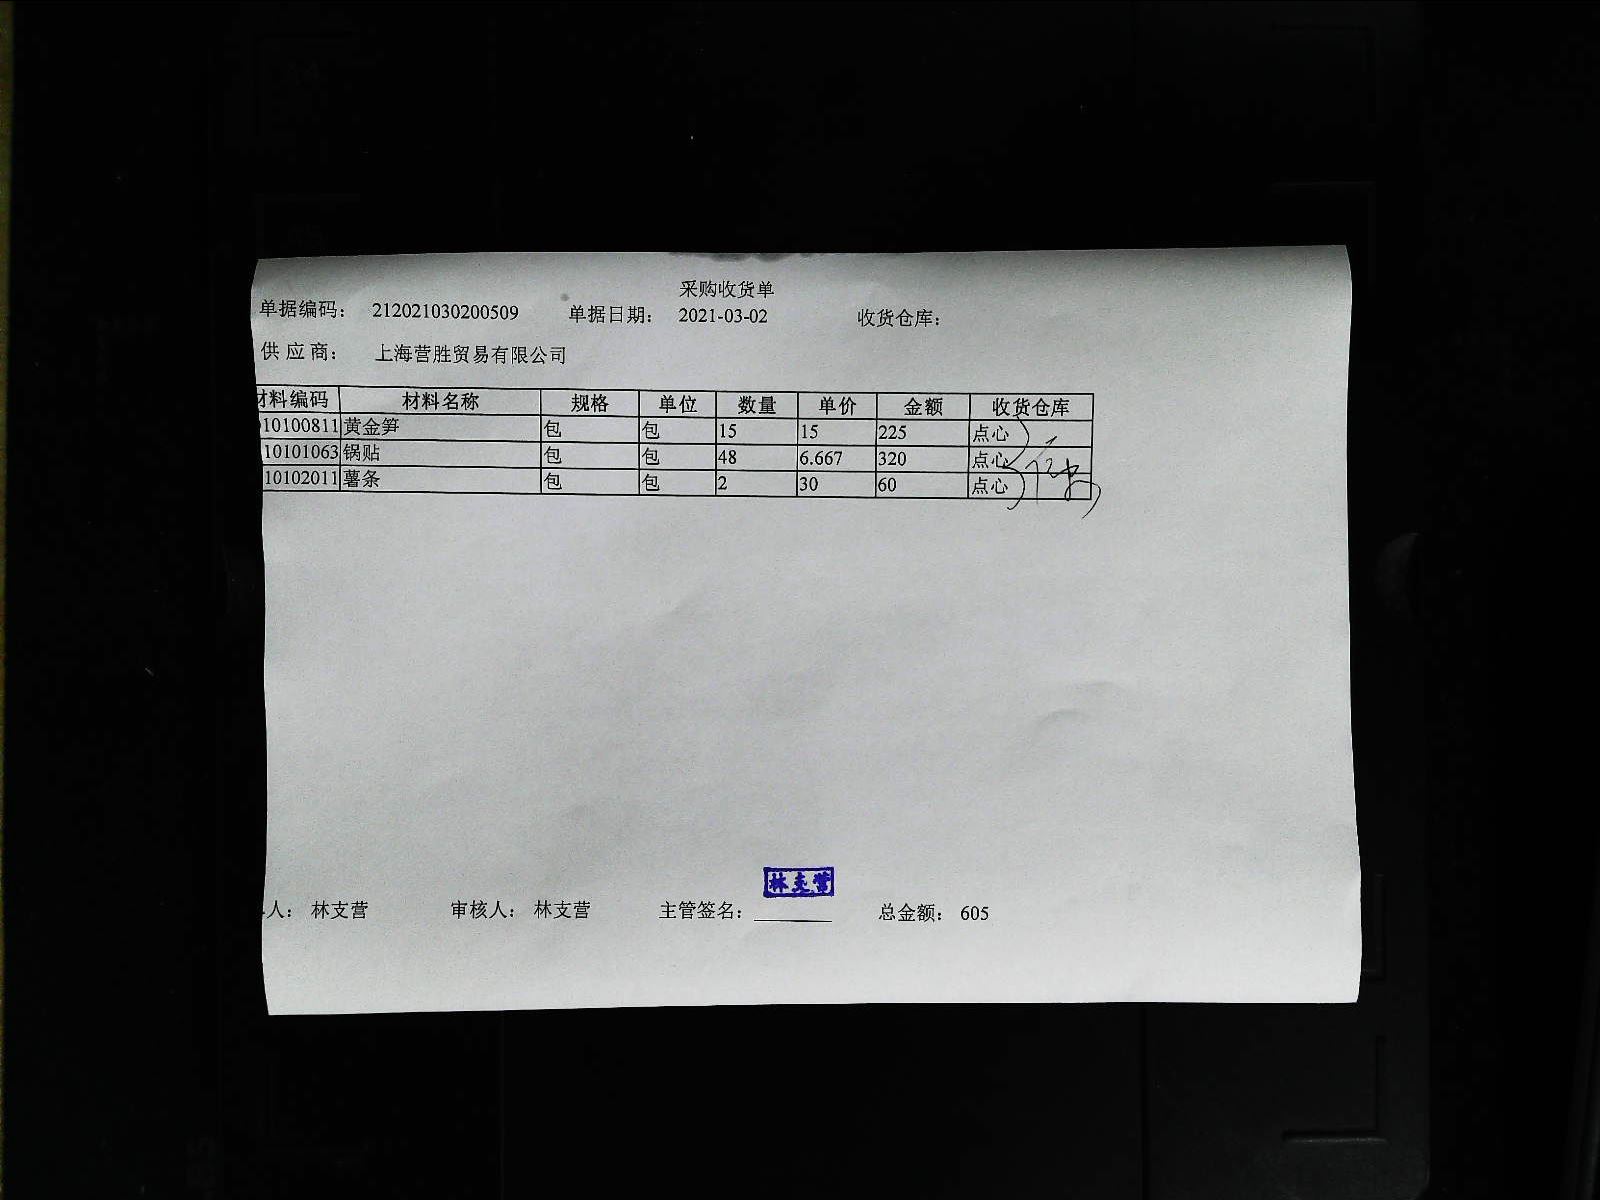 采购收货单
单据编码： 212021030200509 单据日期： 2021-03-02 收货仓库：
供应商： 上海营胜贸易有限公司
材料编码 材料名称 规格 单位 数量 单价 金额 收货仓库
10100811 黄金笋 包 包 15 15 225 点心
10101063 锅贴 包 包 48 6.667 320 点心
10102011 薯条 包 包 2 30 60 点心
林支营
人： 林支营 审核人： 林支营 主管签名： 总金额： 605